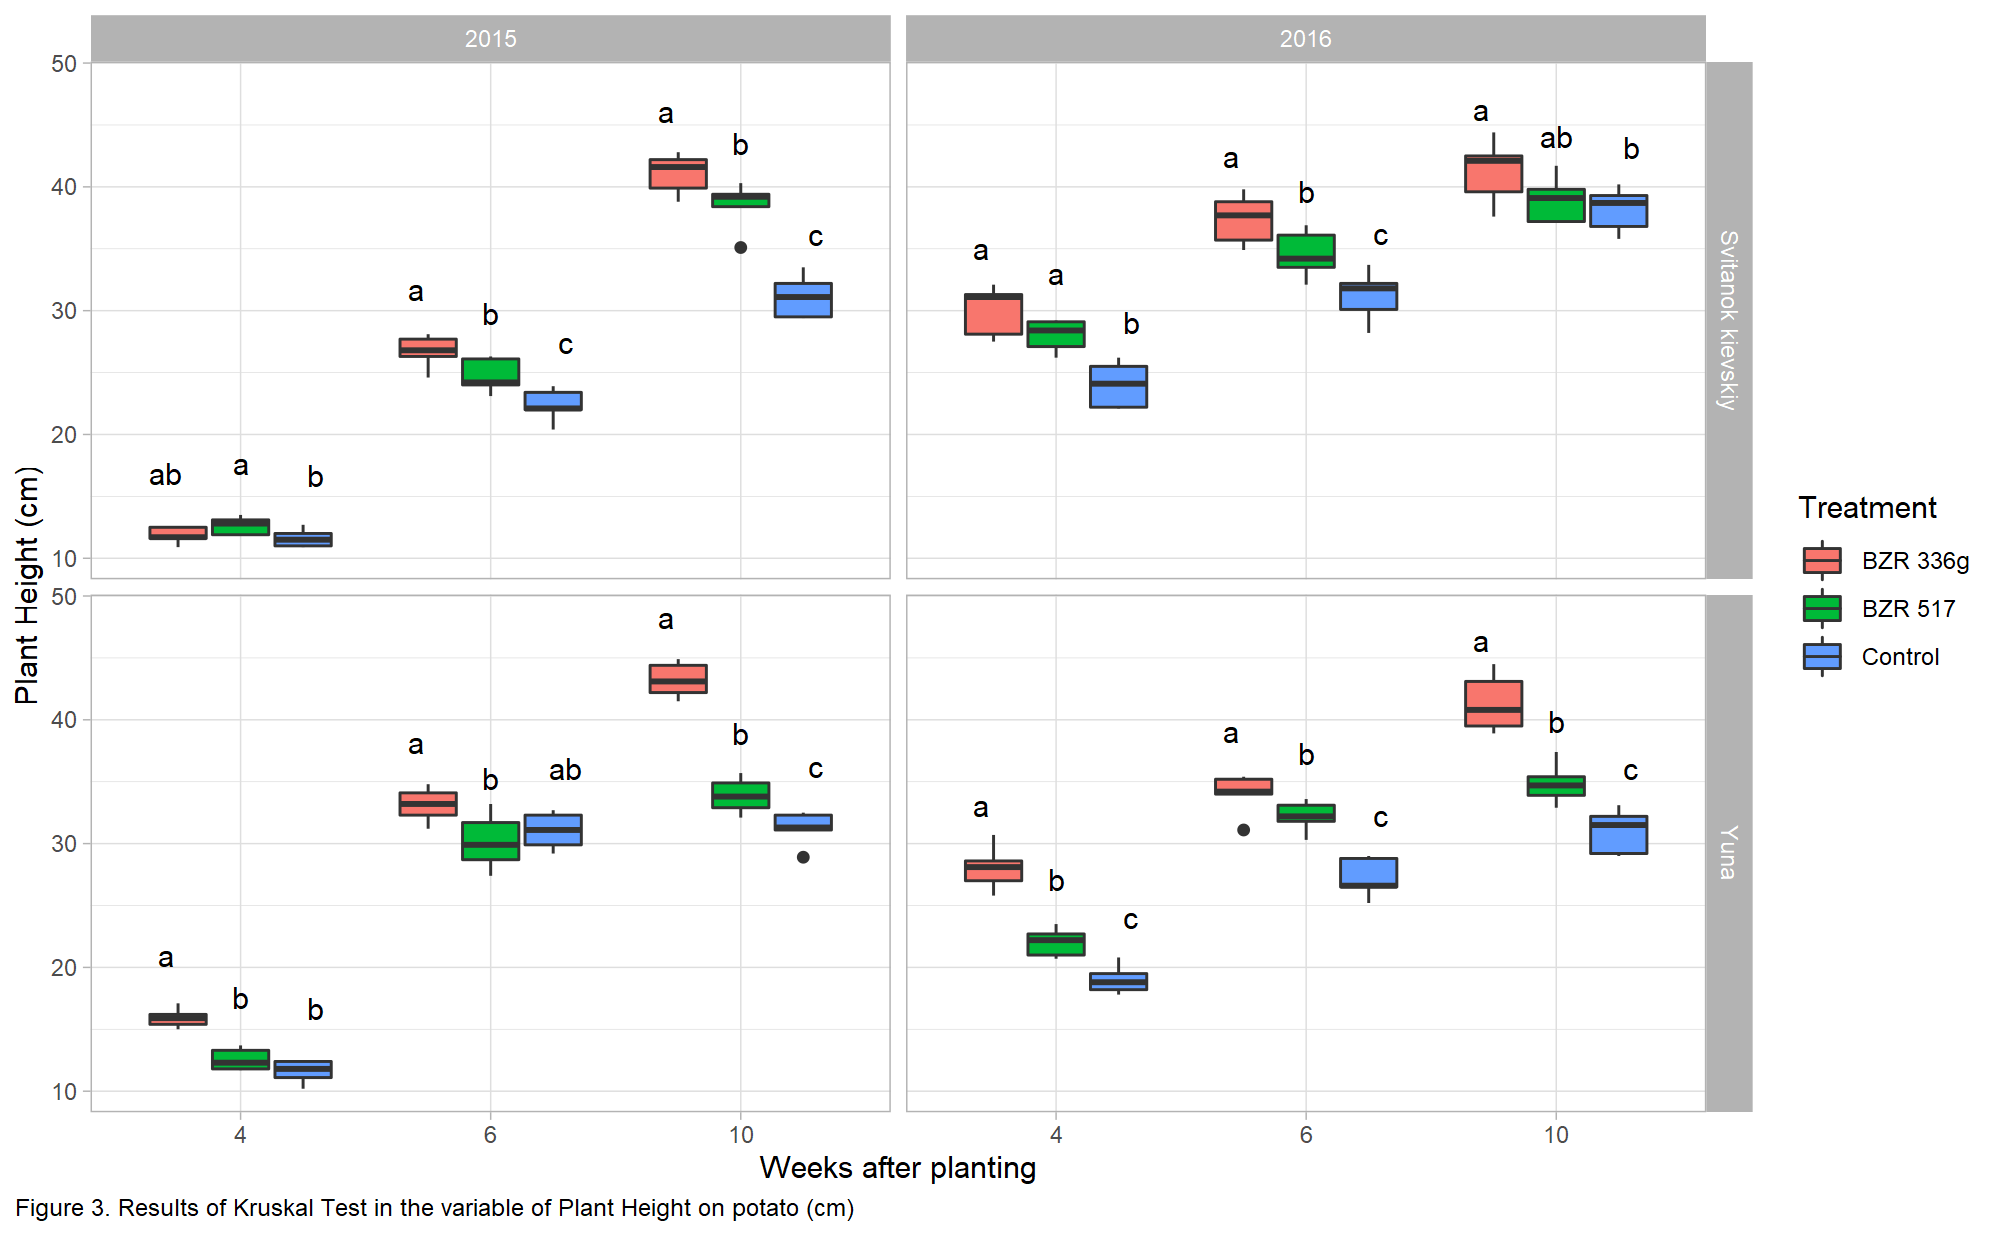 2015
2016
50
40
30
20
10
a
b
a
b
c
ab
a
b
a
b
c
a
ab
b
a
b
c
a
a
b
Svitanok kievskiy
Plant Height (cm)
50
40
30
20
10
a
a
b
ab
b
c
a
b
b
a
a
b
b
c
a
c
b
c
Yuna
4
6
10
4
6
10
Weeks after planting
Treatment
BZR 336g
BZR 517
Control
Figure 3. Results of Kruskal Test in the variable of Plant Height on potato (cm)